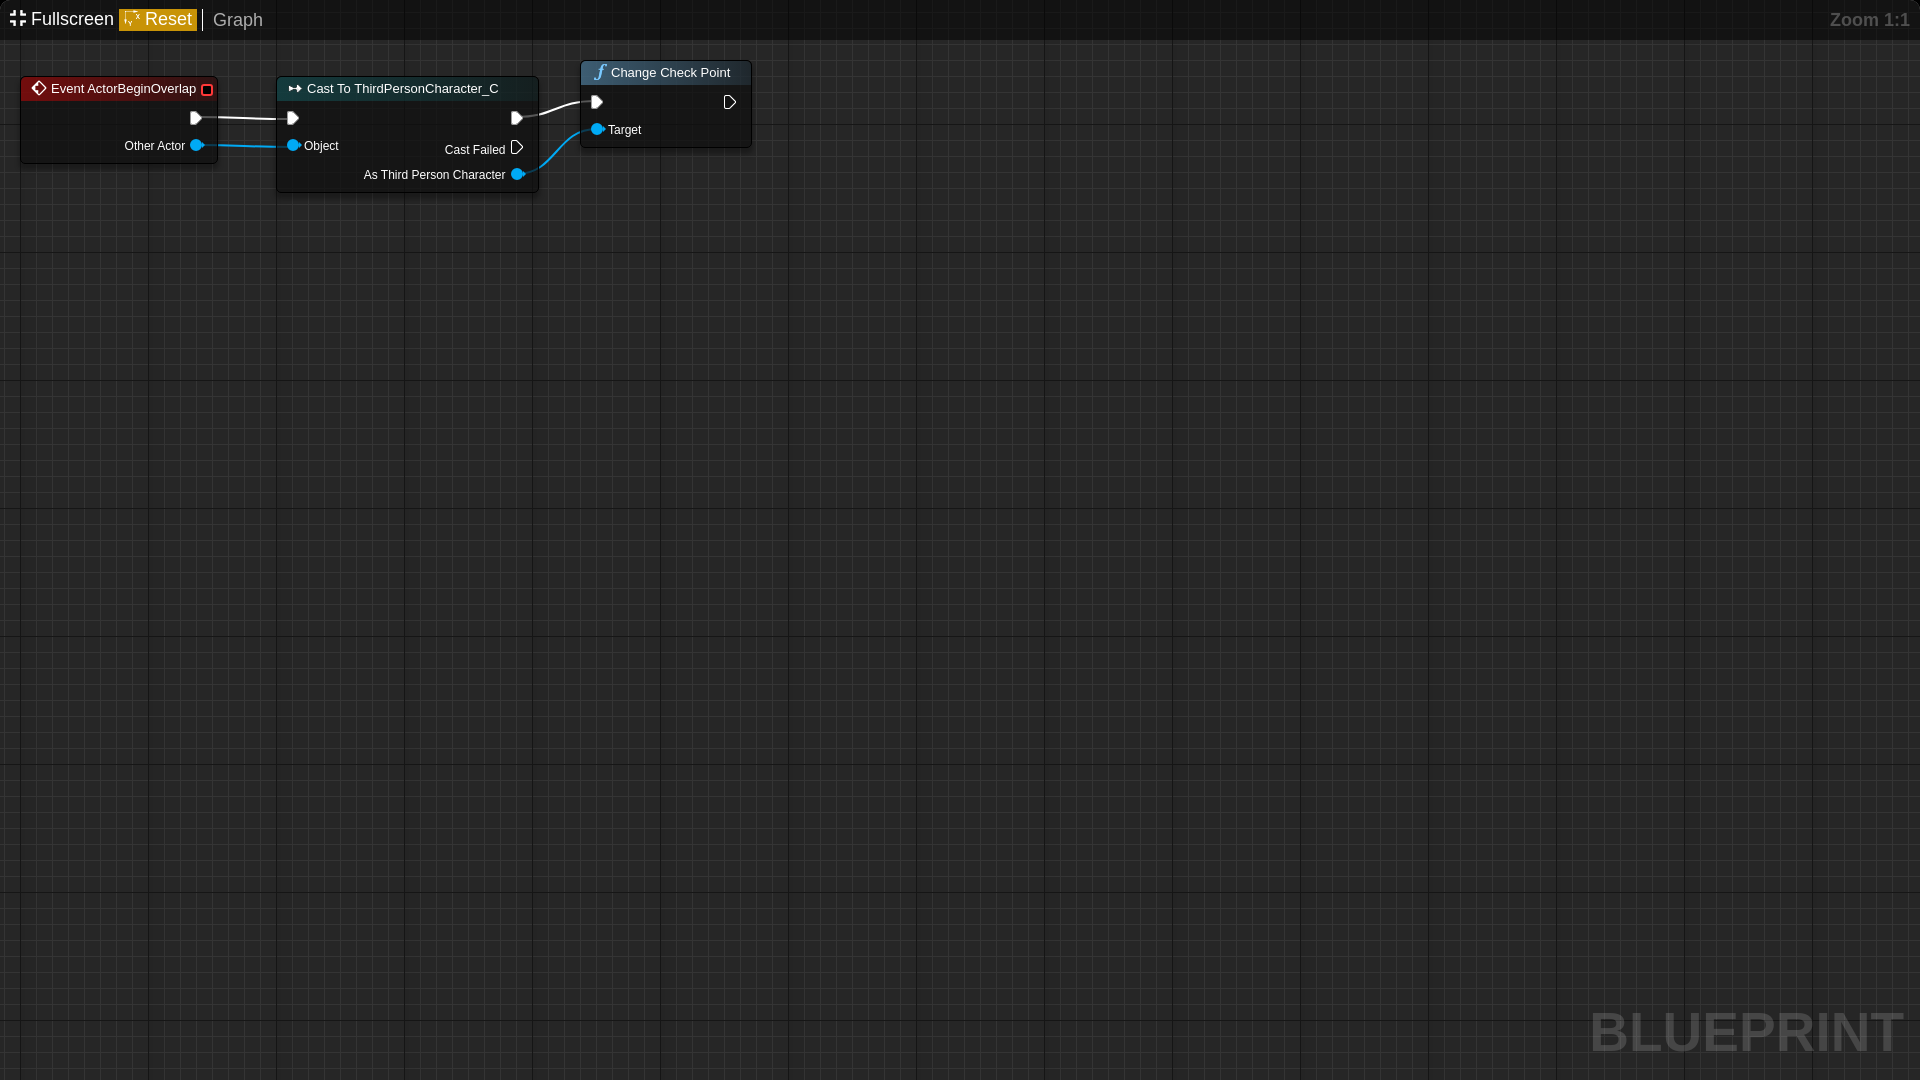 Fullscreen Reset Graph Zoom 1:1
Event ActorBeginOverlap
Other Actor
Cast To ThirdPersonCharacter_C
Object
Cast Failed
As Third Person Character
Change Check Point
Target
BLUEPRINT